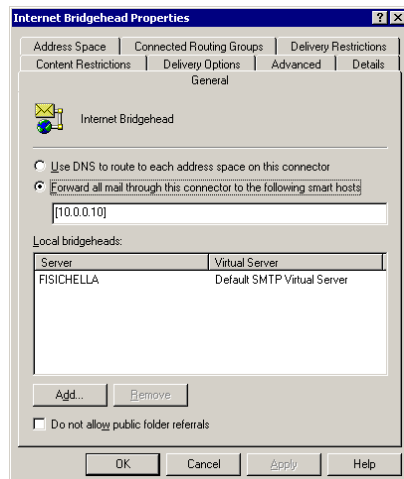 Internet Bridgehead Properties
Address Space Connected Routing Groups Delivery Restrictions
Content Restrictions Delivery Options Advanced Details
General
Internet Bridgehead
Use DNS to route to each address space on this connector
Forward all mail through this connector to the following smart hosts
[10.0.0.10]
Local bridgeheads:
Server Virtual Server
FISICHELLA Default SMTP Virtual Server
Add... Remove
Do not allow public folder referrals
OK Cancel Apply Help